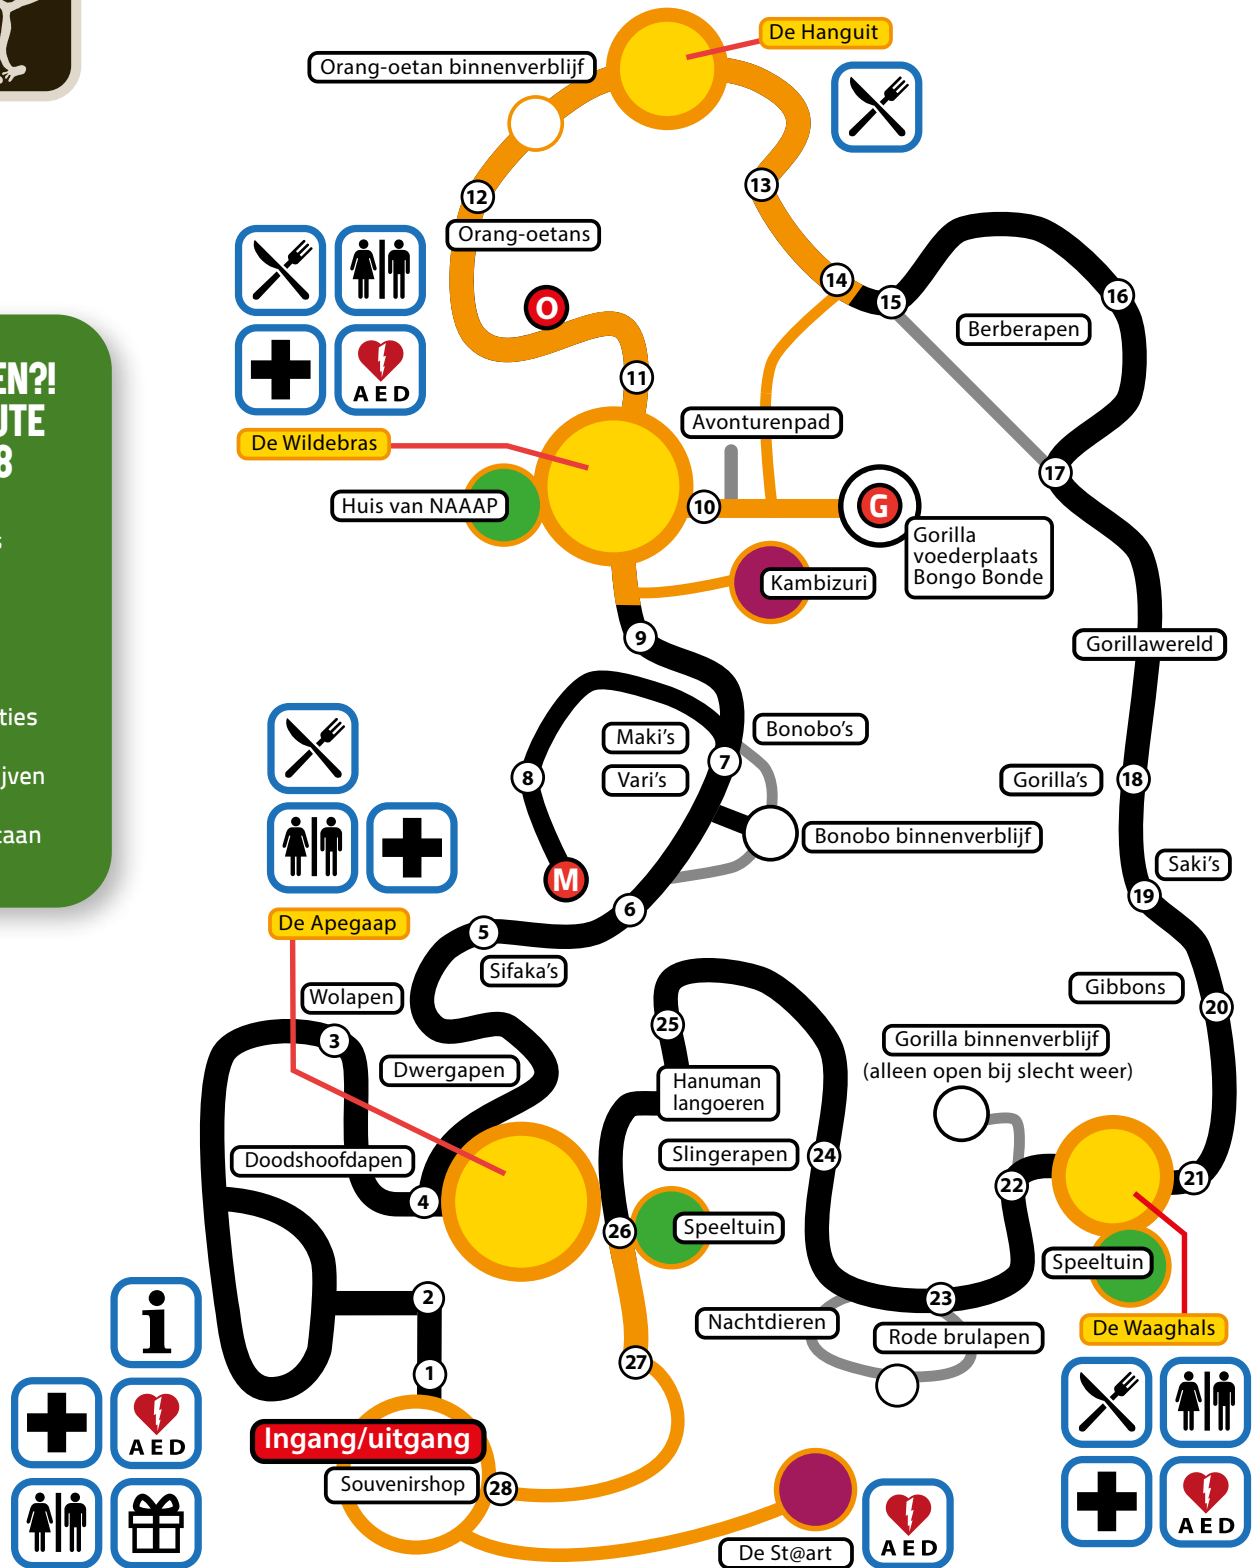 De Hanguit
Orang-oetan binnenverblijf
13
12
Orang-oetans
14
15
16
O
Berberapen
11
AED
Avonturenpad
De Wildebras
17
Huis van NAAAP
10
G
Gorilla
voederplaats
Bongo Bonde
Kambizuri
9
Gorillawereld
EN?!
UTE
8
s
ties
jven
aan
Maki's
Bonobo's
7
Vari's
8
Gorilla's
18
Bonobo binnenverblijf
M
Saki's
19
6
De Apegaap
5
Sifaka's
Wolapen
Gibbons
20
3
25
Gorilla binnenverblijf
(alleen open bij slecht weer)
Dwergapen
Hanuman
langoeren
Doodshoofdapen
Slingerapen
24
4
22
21
26
Speeltuin
Speeltuin
2
23
i
Nachtdieren
Rode brulapen
De Waaghals
1
27
AED
Ingang/uitgang
Souvenirshop
28
AED
AED
De St@art